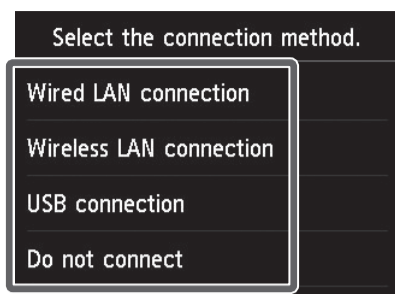 Select the connection method.
Wired LAN connection
Wireless LAN connection
USB connection
Do not connect